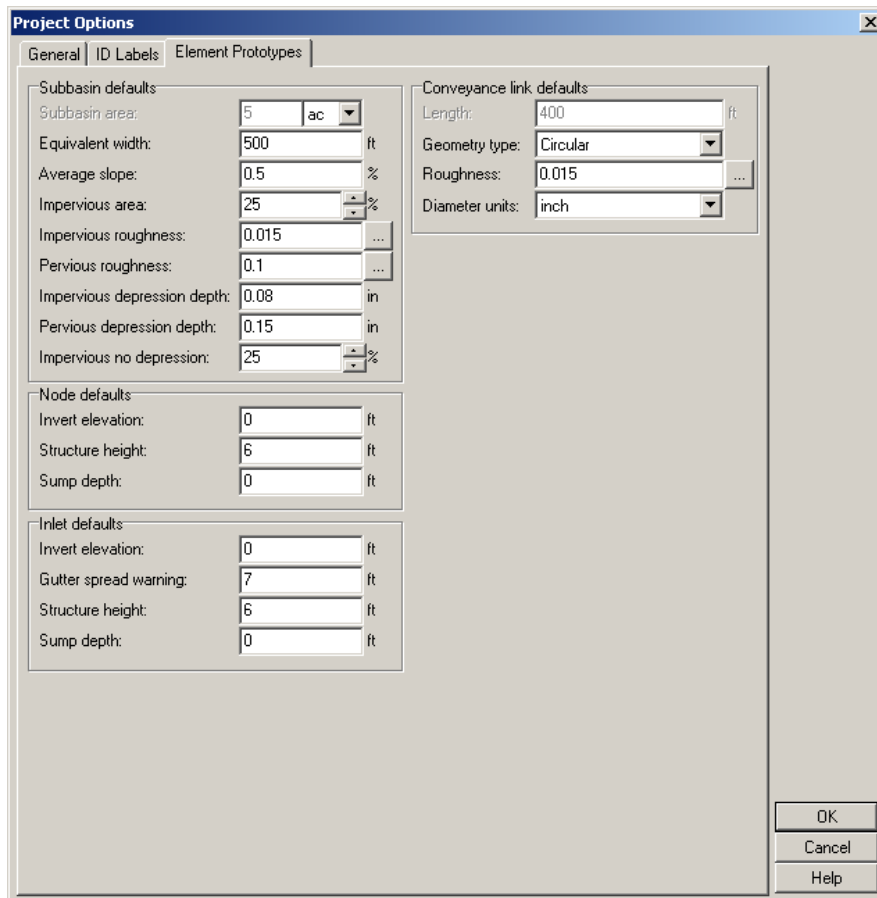 Project Options
General
ID Labels
Element Prototypes
Subbasin defaults
Subbasin area: 5 ac
Equivalent width: 500 ft
Average slope: 0.5 %
Impervious area: 25 %
Impervious roughness: 0.015 ...
Pervious roughness: 0.1 ...
Impervious depression depth: 0.08 in
Pervious depression depth: 0.15 in
Impervious no depression: 25 %
Node defaults
Invert elevation: 0 ft
Structure height: 6 ft
Sump depth: 0 ft
Inlet defaults
Invert elevation: 0 ft
Gutter spread warning: 7 ft
Structure height: 6 ft
Sump depth: 0 ft
Conveyance link defaults
Length: 400 ft
Geometry type: Circular
Roughness: 0.015 ...
Diameter units: inch
OK
Cancel
Help